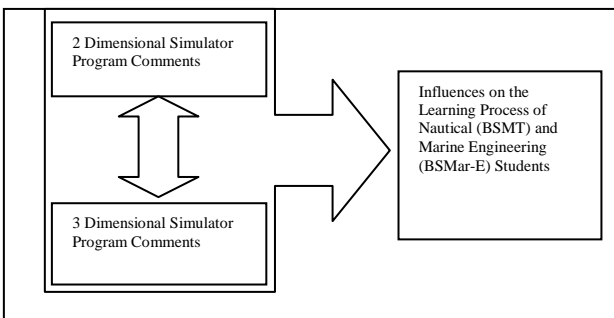 2 Dimensional Simulator
Program Comments
3 Dimensional Simulator
Program Comments
Influences on the
Learning Process of
Nautical (BSMT) and
Marine Engineering
(BSMar-E) Students